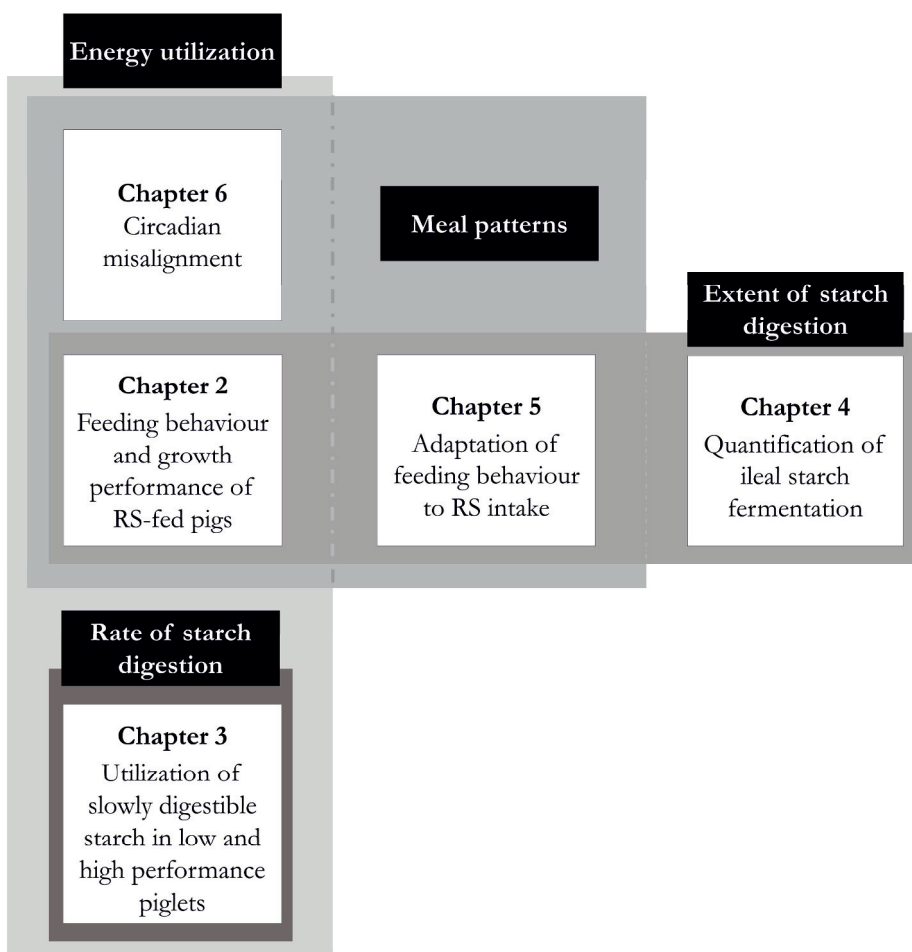 Energy utilization
Chapter 6
Circadian
misalignment
Meal patterns
Extent of starch
digestion
Chapter 2
Feeding behaviour
and growth
performance of
RS-fed pigs
Chapter 5
Adaptation of
feeding behaviour
to RS intake
Chapter 4
Quantification of
ileal starch
fermentation
Rate of starch
digestion
Chapter 3
Utilization of
slowly digestible
starch in low and
high performance
piglets